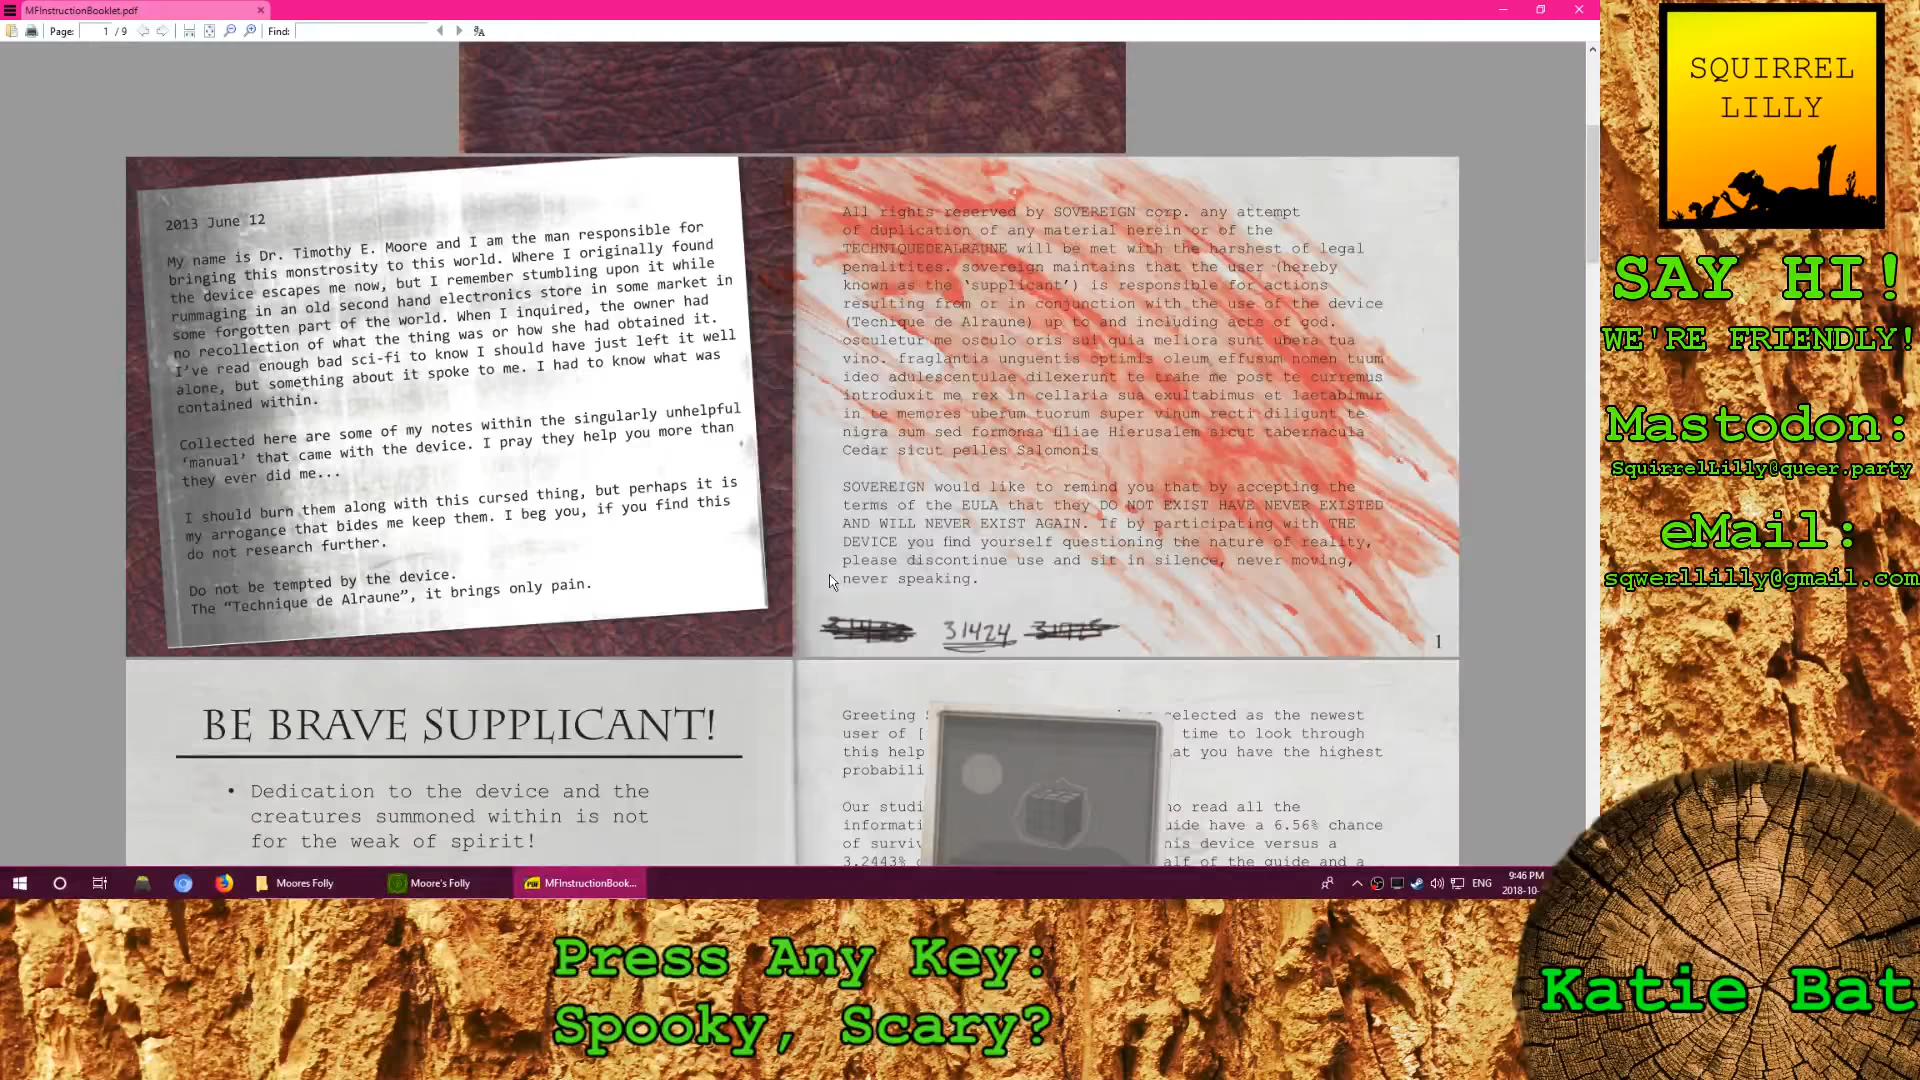 MFInstructionBooklet.pdf
Page: 1 / 9 Find:
2013 June 12
My name is Dr. Timothy E. Moore and I am the man responsible for
bringing this monstrosity to this world. Where I originally found
the device escapes me now, but I remember stumbling upon it while
rummaging in an old second hand electronics store in some market in
some forgotten part of the world. When I inquired, the owner had
no recollection of what the thing was or how she had obtained it.
I've read enough bad sci-fi to know I should have just left it well
alone, but something about it spoke to me. I had to know what was
contained within.
Collected here are some of my notes within the singularly unhelpful
'manual' that came with the device. I pray they help you more than
they ever did me...
I should burn them along with this cursed thing, but perhaps it is
my arrogance that bides me keep them. I beg you, if you find this
do not research further.
Do not be tempted by the device.
The "Technique de Alraune", it brings only pain.
All rights reserved by SOVEREIGN corp. any attempt
of duplication of any material herein or of the
TECHNIQUEDEALRAUNE will be met with the harshest of legal
penalitites. sovereign maintains that the user (hereby
known as the 'supplicant') is responsible for actions
resulting from or in conjunction with the use of the device
(Tecnique de Alraune) up to and including acts of god.
osculetur me osculo oris sui quia meliora sunt ubera tua
vino. fraglantia unguentis optimis oleum effusum nomen tuum
ideo adulescentulae dilexerunt te trahe me post te curremus
introduxit me rex in cellaria sua exultabimus et laetabimur
in te memores uberum tuorum super vinum recti diligunt te
nigra sum sed formonsa filiae Hierusalem sicut tabernacula
Cedar sicut pelles Salomonis
SOVEREIGN would like to remind you that by accepting the
terms of the EULA that they DO NOT EXIST HAVE NEVER EXISTED
AND WILL NEVER EXIST AGAIN. If by participating with THE
DEVICE you find yourself questioning the nature of reality,
please discontinue use and sit in silence, never moving,
never speaking.
31424
1
BE BRAVE SUPPLICANT!
• Dedication to the device and the
creatures summoned within is not
for the weak of spirit!
Greeting selected as the newest
user of [ time to look through
this help at you have the highest
probabili
Our studi ho read all the
informati uide have a 6.56% chance
of surviv his device versus a
3.2443% alf of the guide and a
Moores Folly
Moore's Folly
MFInstructionBook...
ENG
9:46 PM
2018-10-
SQUIRREL
LILLY
SAY HI!
WE'RE FRIENDLY!
Mastodon:
SquirrelLilly@queer.party
eMail:
sqwerllilly@gmail.com
Press Any Key:
Spooky, Scary?
Katie Bat